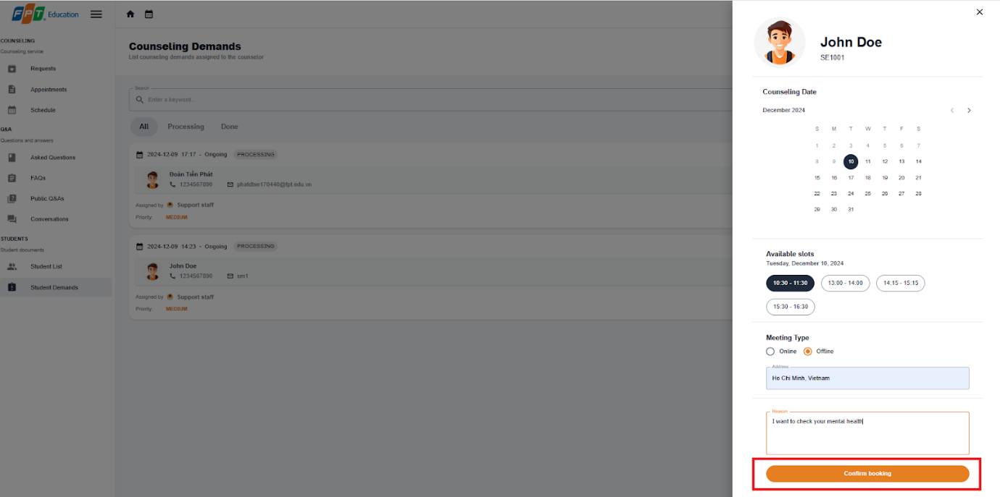 FPT Education
COUNSELING
Counseling service
Requests
Appointments
Schedule
Q&A
Questions and answers
Asked Questions
FAQs
Public Q&As
Conversations
STUDENTS
Student documents
Student List
Student Demands
Counseling Demands
List counseling demands assigned to the counselor
Search
Enter a keyword...
All Processing Done
2024-12-09 17:17 - Ongoing PROCESSING
Đoàn Tiến Phát
1234567890 phatdtse170440@fpt.edu.vn
Assigned by Support staff
Priority: MEDIUM
2024-12-09 14:23 - Ongoing PROCESSING
John Doe
1234567890 sm1
Assigned by Support staff
Priority: MEDIUM
John Doe
SE1001
Counseling Date
December 2024
S M T W T F S
1 2 3 4 5 6 7
8 9 10 11 12 13 14
15 16 17 18 19 20 21
22 23 24 25 26 27 28
29 30 31
Available slots
Tuesday, December 10, 2024
10:30 - 11:30 13:00 - 14:00 14:15 - 15:15
15:30 - 16:30
Meeting Type
Online Offline
Address
Ho Chi Minh, Vietnam
Reason
I want to check your mental health
Confirm booking